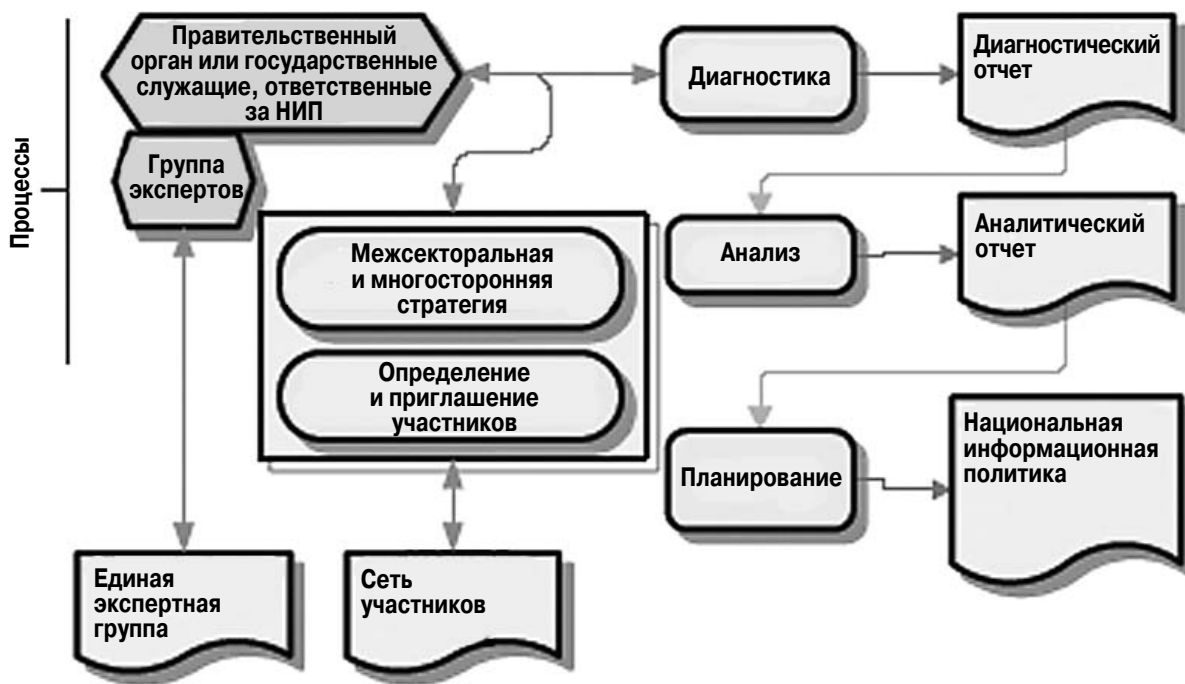 Процессы
Правительственный
орган или государственные
служащие, ответственные
за НИП
Группа
экспертов
Межсекторальная
и многосторонняя
стратегия
Определение
и приглашение
участников
Единая
экспертная
группа
Сеть
участников
Диагностика
Диагностический
отчет
Анализ
Аналитический
отчет
Планирование
Национальная
информационная
политика